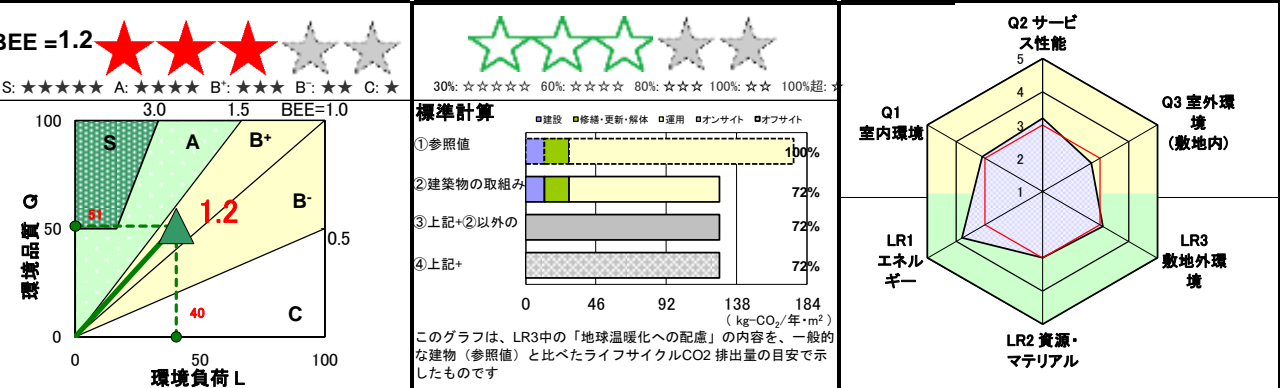 BEE =1.2
S: ★★★★★ A: ★★★★ B⁺: ★★★ B⁻: ★★ C: ★
3.0 1.5 BEE=1.0
100
S
A
B⁺
B⁻
環境品質 Q
51
1.2
50
0.5
40
C
0
0 50 100
環境負荷 L
30%: ☆☆☆☆☆ 60%: ☆☆☆☆ 80%: ☆☆☆ 100%: ☆☆ 100%超: ☆
標準計算
■建設 ■修繕・更新・解体 □運用 ■オンサイト ■オフサイト
①参照値 100%
②建築物の取組み 72%
③上記+②以外の 72%
④上記+ 72%
0 46 92 138 184
( kg-CO₂/年・m² )
このグラフは、LR3中の「地球温暖化への配慮」の内容を、一般的
な建物（参照値）と比べたライフサイクルCO2 排出量の目安で示
したものです
Q2 サービ
ス性能
5
4
3
2
1
Q1
室内環境
Q3 室外環
境
(敷地内)
LR1
エネル
ギー
LR3
敷地外環
境
LR2 資源・
マテリアル